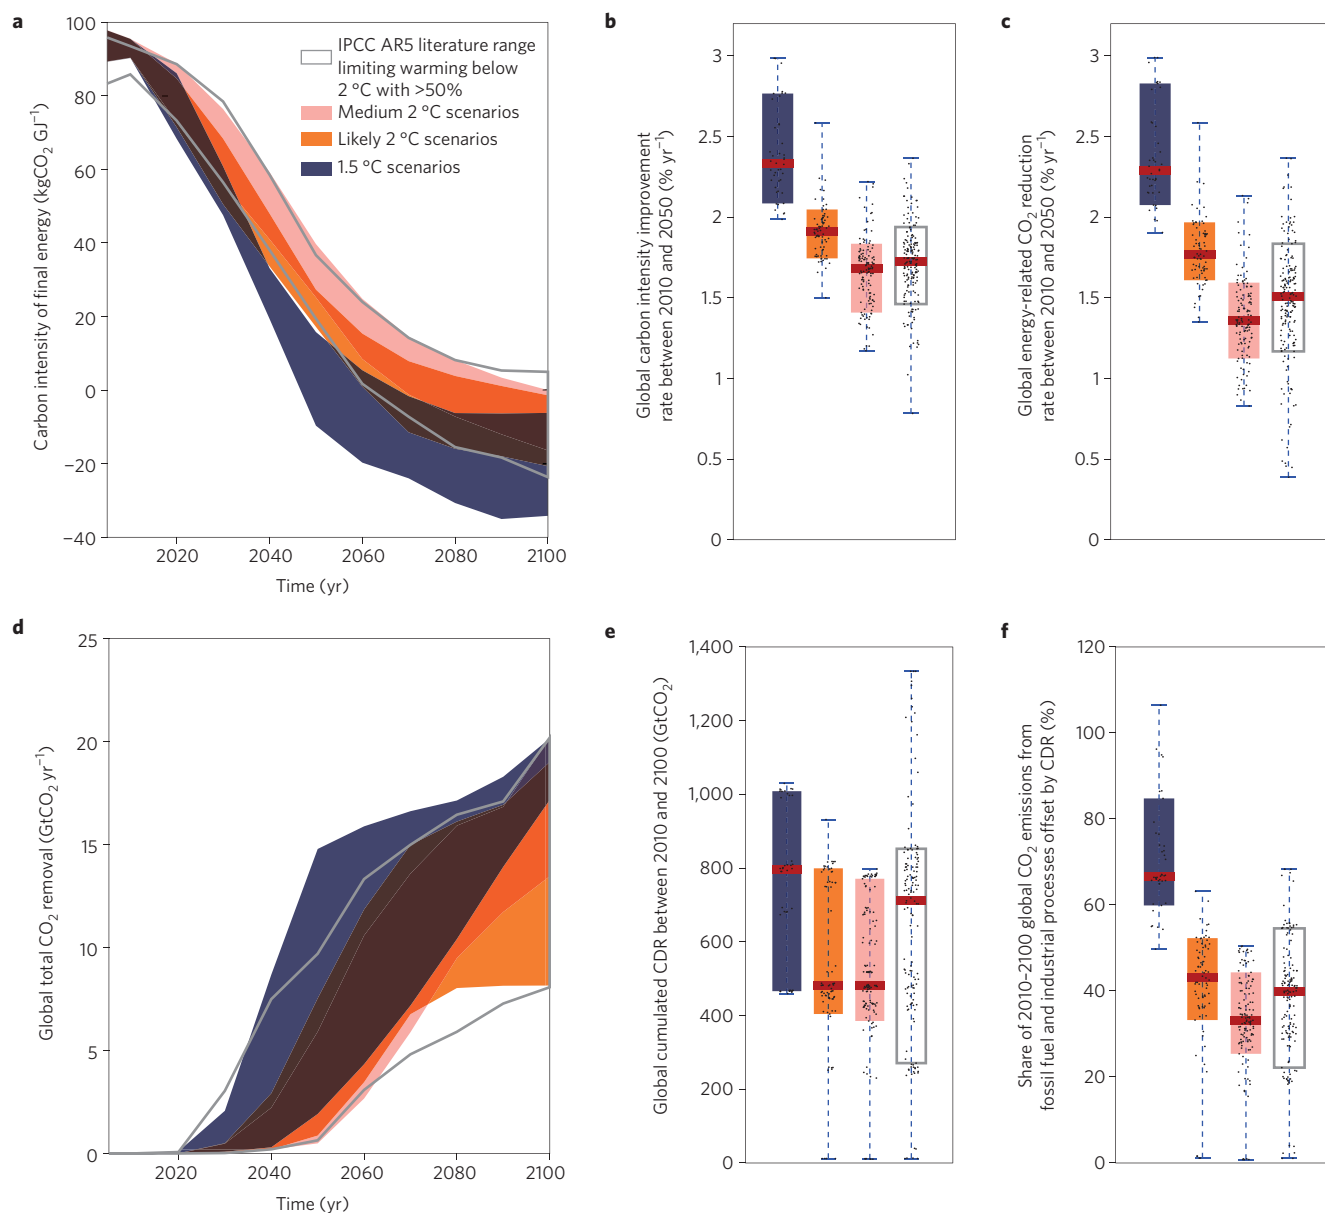 a
100
80
60
40
20
0
−20
−40
2020
2040
2060
2080
2100
Time (yr)
Carbon intensity of final energy (kgCO2 GJ−1)
IPCC AR5 literature range
limiting warming below
2 °C with >50%
Medium 2 °C scenarios
Likely 2 °C scenarios
1.5 °C scenarios
b
3
2.5
2
1.5
1
0.5
0
Global carbon intensity improvement
rate between 2010 and 2050 (% yr−1)
c
3
2.5
2
1.5
1
0.5
0
Global energy-related CO2 reduction
rate between 2010 and 2050 (% yr−1)
d
25
20
15
10
5
0
2020
2040
2060
2080
2100
Time (yr)
Global total CO2 removal (GtCO2 yr−1)
e
1,400
1,200
1,000
800
600
400
200
0
Global cumulated CDR between 2010 and 2100 (GtCO2)
f
120
100
80
60
40
20
0
Share of 2010–2100 global CO2 emissions from
fossil fuel and industrial processes offset by CDR (%)